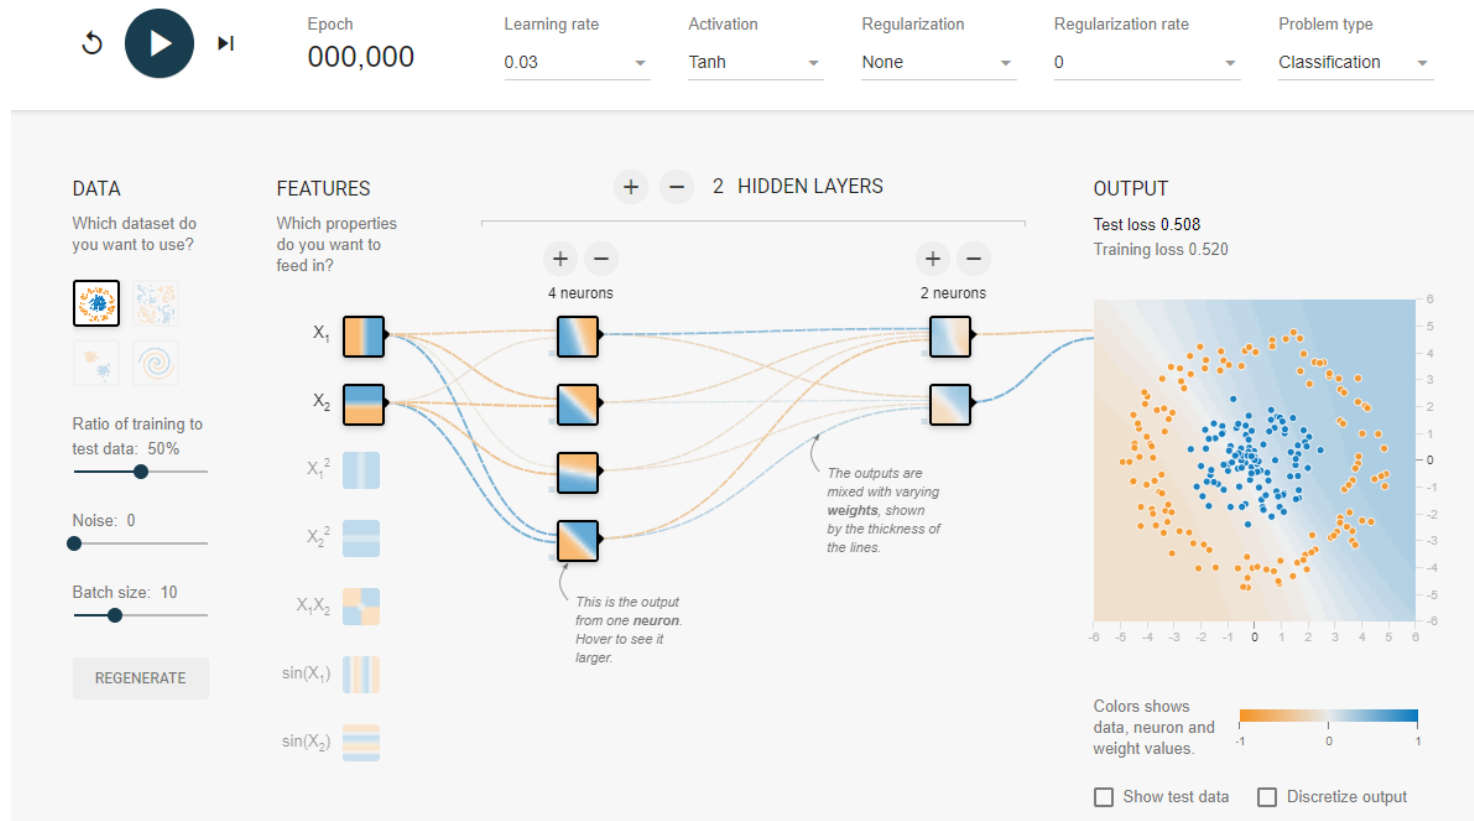 Epoch
000,000
Learning rate
0.03
Activation
Tanh
Regularization
None
Regularization rate
0
Problem type
Classification
DATA
Which dataset do
you want to use?
Ratio of training to
test data: 50%
Noise: 0
Batch size: 10
REGENERATE
FEATURES
Which properties
do you want to
feed in?
X1
X2
X1²
X2²
X1X2
sin(X1)
sin(X2)
+ − 2 HIDDEN LAYERS
+ −
4 neurons
+ −
2 neurons
This is the output
from one neuron.
Hover to see it
larger.
The outputs are
mixed with varying
weights, shown
by the thickness of
the lines.
OUTPUT
Test loss 0.508
Training loss 0.520
6
5
4
3
2
1
0
-1
-2
-3
-4
-5
-6
-6 -5 -4 -3 -2 -1 0 1 2 3 4 5 6
Colors shows
data, neuron and
weight values.
-1 0 1
Show test data
Discretize output